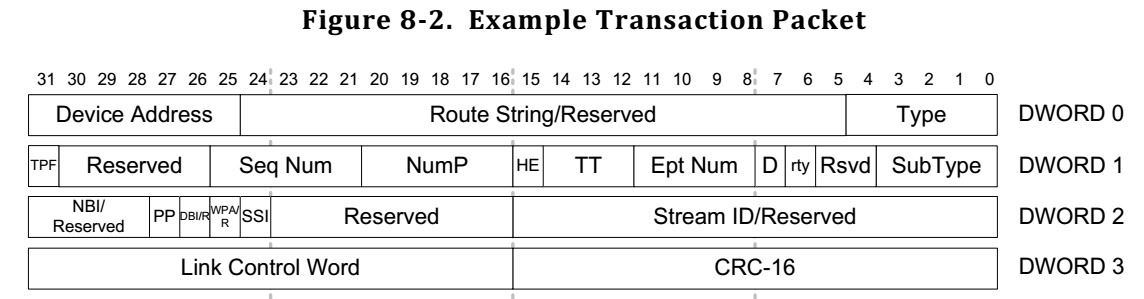 Figure 8-2. Example Transaction Packet
31 30 29 28 27 26 25 24 23 22 21 20 19 18 17 16 15 14 13 12 11 10 9 8 7 6 5 4 3 2 1 0
Device Address Route String/Reserved Type DWORD 0
TPF Reserved Seq Num NumP HE TT Ept Num D rty Rsvd SubType DWORD 1
NBI/ Reserved PP DBI/R WPA/ R SSI Reserved Stream ID/Reserved DWORD 2
Link Control Word CRC-16 DWORD 3